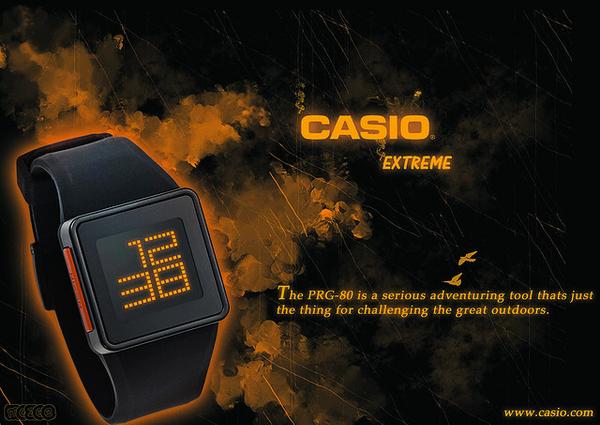 CASIO®
EXTREME
12
38
The PRG-80 is a serious adventuring tool thats just
the thing for challenging the great outdoors.
www.casio.com